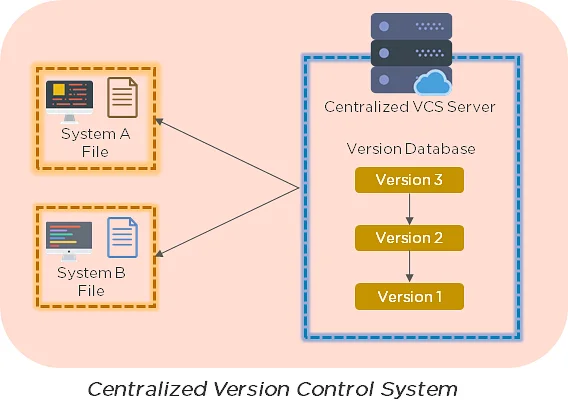 Centralized VCS Server
System A
File
Version Database
Version 3
Version 2
System B
File
Version 1
Centralized Version Control System